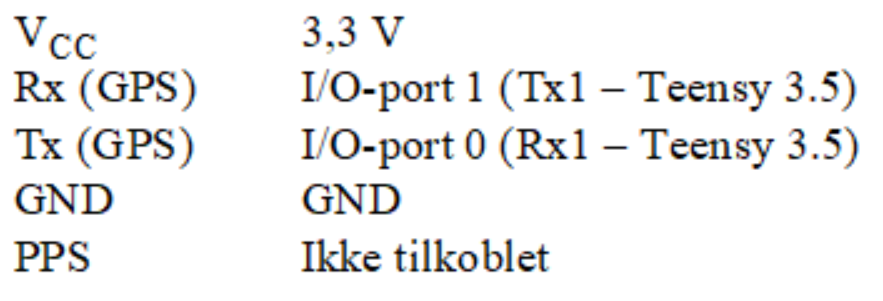 VCC 3,3 V
Rx (GPS) I/O-port 1 (Tx1 – Teensy 3.5)
Tx (GPS) I/O-port 0 (Rx1 – Teensy 3.5)
GND GND
PPS Ikke tilkoblet